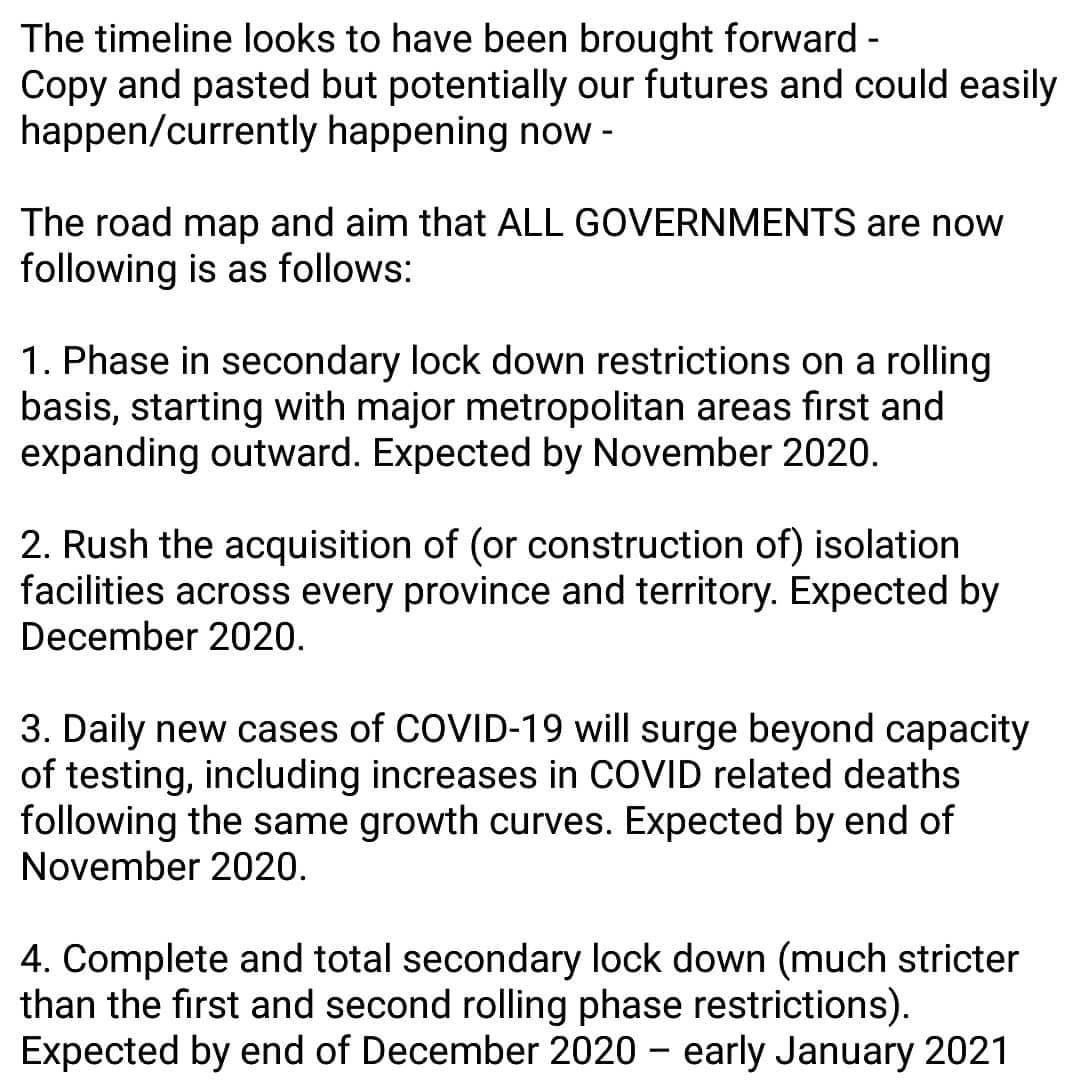 The timeline looks to have been brought forward -
Copy and pasted but potentially our futures and could easily
happen/currently happening now -
The road map and aim that ALL GOVERNMENTS are now
following is as follows:
1. Phase in secondary lock down restrictions on a rolling
basis, starting with major metropolitan areas first and
expanding outward. Expected by November 2020.
2. Rush the acquisition of (or construction of) isolation
facilities across every province and territory. Expected by
December 2020.
3. Daily new cases of COVID-19 will surge beyond capacity
of testing, including increases in COVID related deaths
following the same growth curves. Expected by end of
November 2020.
4. Complete and total secondary lock down (much stricter
than the first and second rolling phase restrictions).
Expected by end of December 2020 – early January 2021